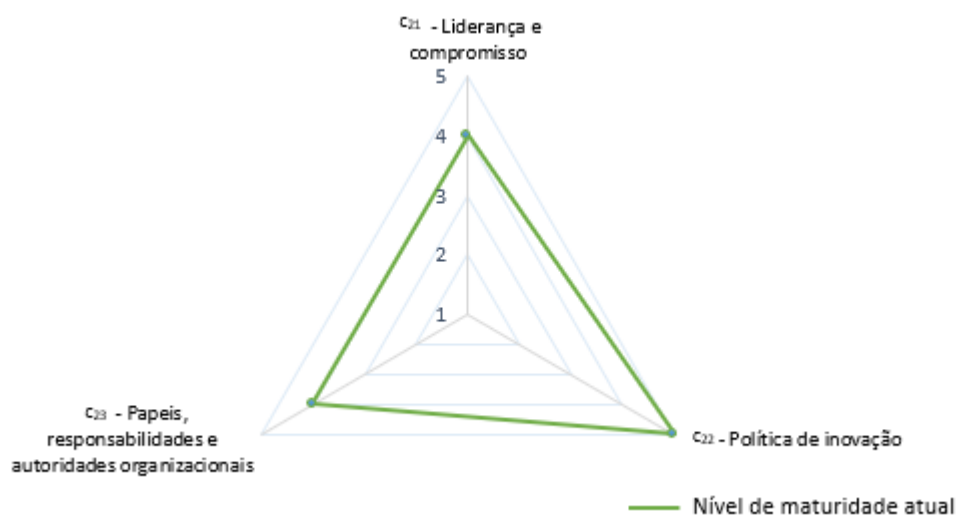 c21 - Liderança e
compromisso
5
4
3
2
1
c23 - Papeis,
responsabilidades e
autoridades organizacionais
c22 - Política de inovação
Nível de maturidade atual